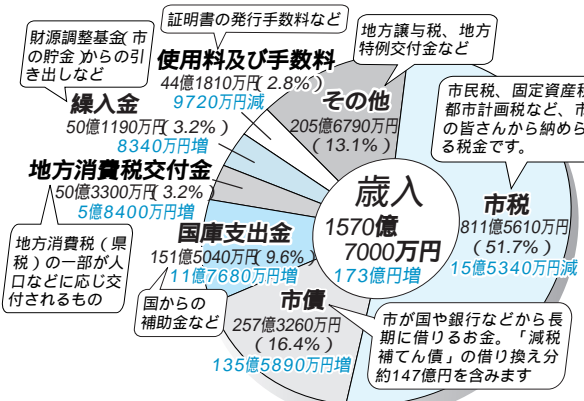 証明書の発行手数料など
財源調整基金(市
の貯金)からの引
き出しなど
使用料及び手数料
44億1810万円(2.8%)
9720万円減
地方譲与税、地方
特例交付金など
その他
205億6790万円
(13.1%)
繰入金
50億1190万円(3.2%)
8340万円増
地方消費税交付金
50億3300万円(3.2%)
5億8400万円増
地方消費税(県
税)の一部が人
口などに応じ交
付されるもの
国庫支出金
151億5040万円(9.6%)
11億7680万円増
国からの
補助金など
市債
257億3260万円
(16.4%)
135億5890万円増
市が国や銀行などから長
期に借りるお金。「減税
補てん債」の借り換え分
約147億円を含みます
歳入
1570億
7000万円
173億円増
市民税、固定資産税
都市計画税など、市
の皆さんから納めら
る税金です。
市税
811億5610万円
(51.7%)
15億5340万円減